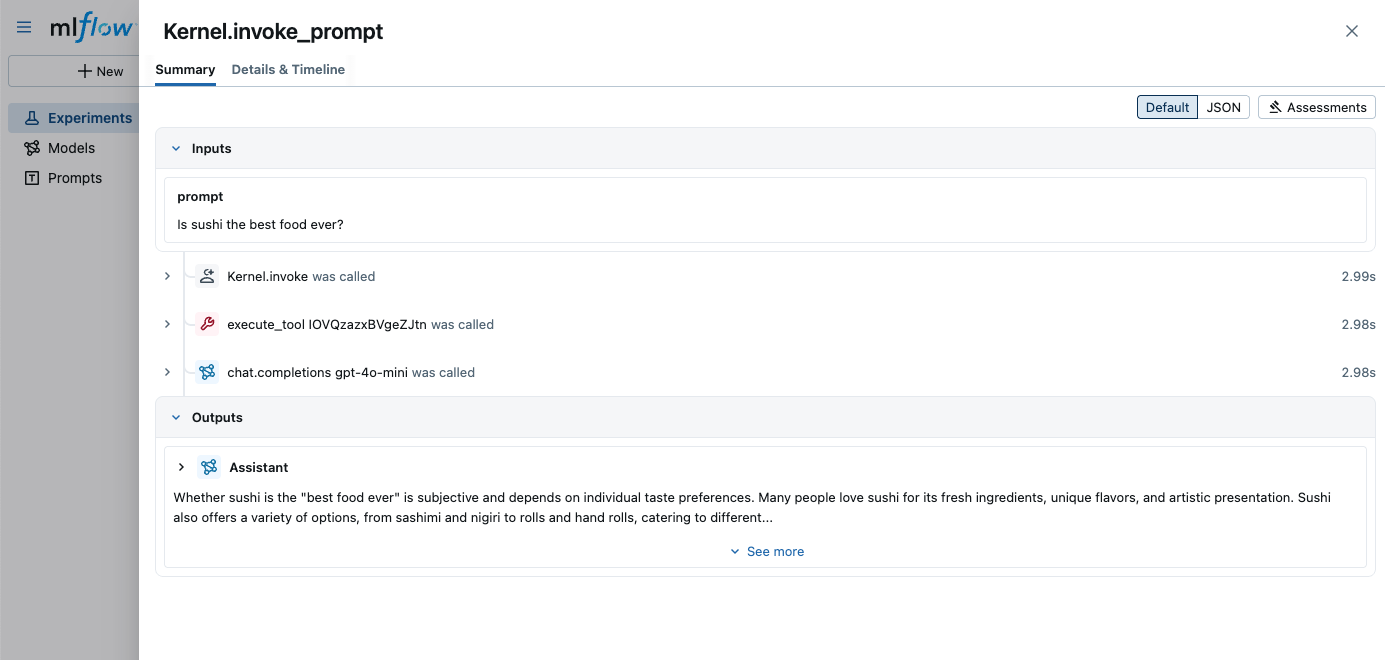 mlflow
Kernel.invoke_prompt
New
Summary
Details & Timeline
Experiments
Models
Prompts
Default
JSON
Assessments
Inputs
prompt
Is sushi the best food ever?
Kernel.invoke was called
2.99s
execute_tool lOVQzazxBVgeZJtn was called
2.98s
chat.completions gpt-4o-mini was called
2.98s
Outputs
Assistant
Whether sushi is the "best food ever" is subjective and depends on individual taste preferences. Many people love sushi for its fresh ingredients, unique flavors, and artistic presentation. Sushi
also offers a variety of options, from sashimi and nigiri to rolls and hand rolls, catering to different...
See more